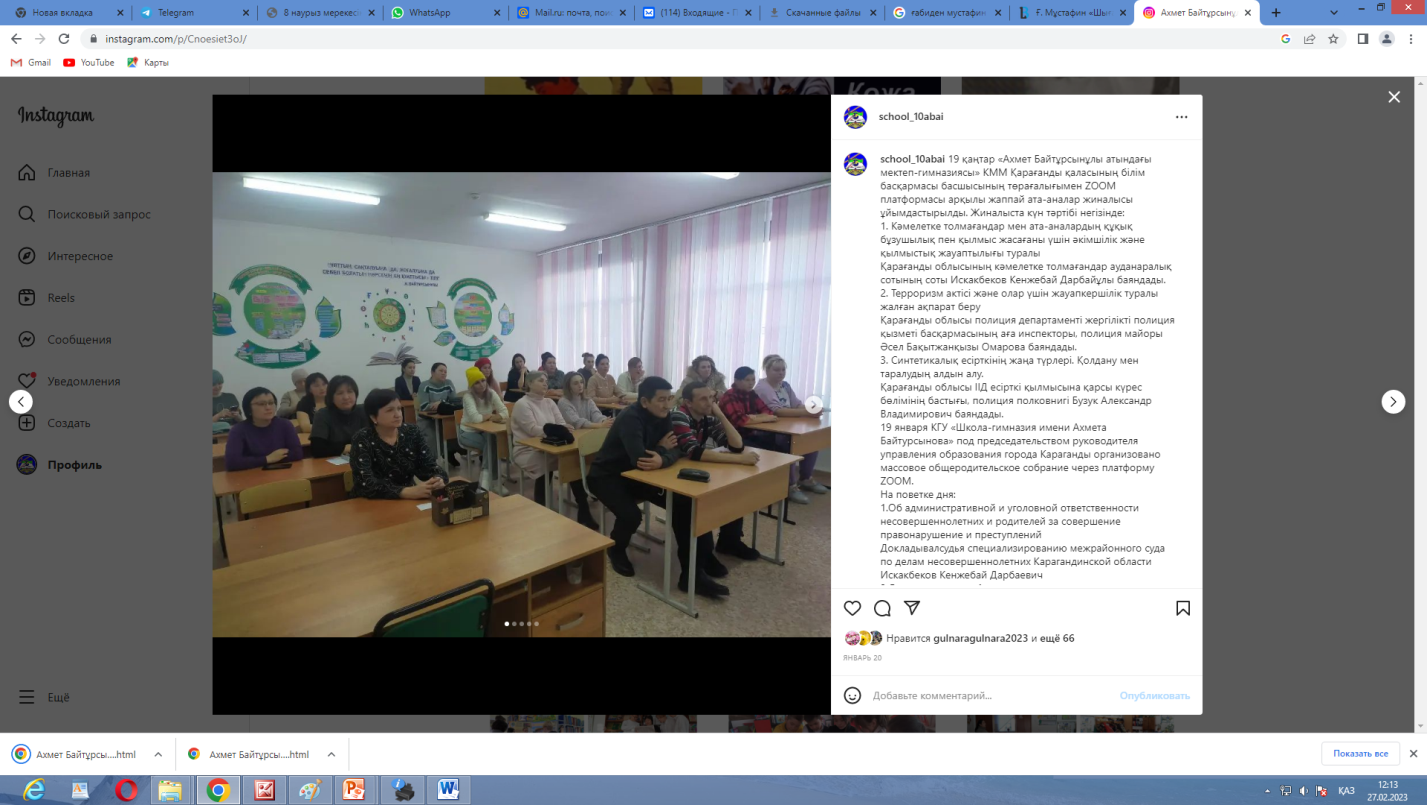 Новая вкладка
Telegram
8 наурыз мерекесі
WhatsApp
Mail.ru: почта, пои
(114) Входящие - П
Скачанные файлы
габиден мустафин
Ғ. Мұстафин «Шығ
Ахмет Байтұрсынұ
instagram.com/p/Cnoesiet3oJ/
Gmail
YouTube
Карты
Instagram
Главная
Поисковый запрос
Интересное
Reels
Сообщения
Уведомления
Создать
Профиль
Ещё
Кожа
school_10abai
school_10abai 19 қаңтар «Ахмет Байтұрсынұлы атындағы
мектеп-гимназиясы» КММ Қарағанды қаласының білім
басқармасы басшысының төрағалығымен ZOOM
платформасы арқылы жаппай ата-аналар жиналысы
ұйымдастырылды. Жиналыста күн тәртібі негізінде:
1. Кәмелетке толмағандар мен ата-аналардың құқық
бұзушылық пен қылмыс жасағаны үшін әкімшілік және
қылмыстық жауаптылығы туралы
Қарағанды облысының кәмелетке толмағандар ауданаралық
сотының соты Искакбеков Кенжебай Дарбайұлы баяндады.
2. Терроризм актісі және олар үшін жауапкершілік туралы
жалған ақпарат беру
Қарағанды облысы полиция департаменті жергілікті полиция
қызметі басқармасының аға инспекторы. полиция майоры
Әсел Бақытжанқызы Омарова баяндады.
3. Синтетикалық есірткінің жаңа түрлері. Қолдану мен
таралудың алдын алу.
Қарағанды облысы ІІД есірткі қылмысына қарсы күрес
бөлімінің бастығы, полиция полковнигі Бузук Александр
Владимирович баяндады.
19 января КГУ «Школа-гимназия имени Ахмета
Байтурсынова» под председательством руководителя
управления образования города Караганды организовано
массовое общеродительское собрание через платформу
ZOOM.
На поветке дня:
1.Об административной и уголовной ответственности
несовершеннолетних и родителей за совершение
правонарушение и преступлений
Докладывалсудья специализированию межрайонного суда
по делам несовершеннолетних Карагандинской области
Искакбеков Кенжебай Дарбаевич
Нравится gulnaragulnara2023 и ещё 66
ЯНВАРЬ 20
Добавьте комментарий...
Опубликовать
Ахмет Байтұрсы....html
Ахмет Байтұрсы....html
Показать все
ҚАЗ
12:13
27.02.2023